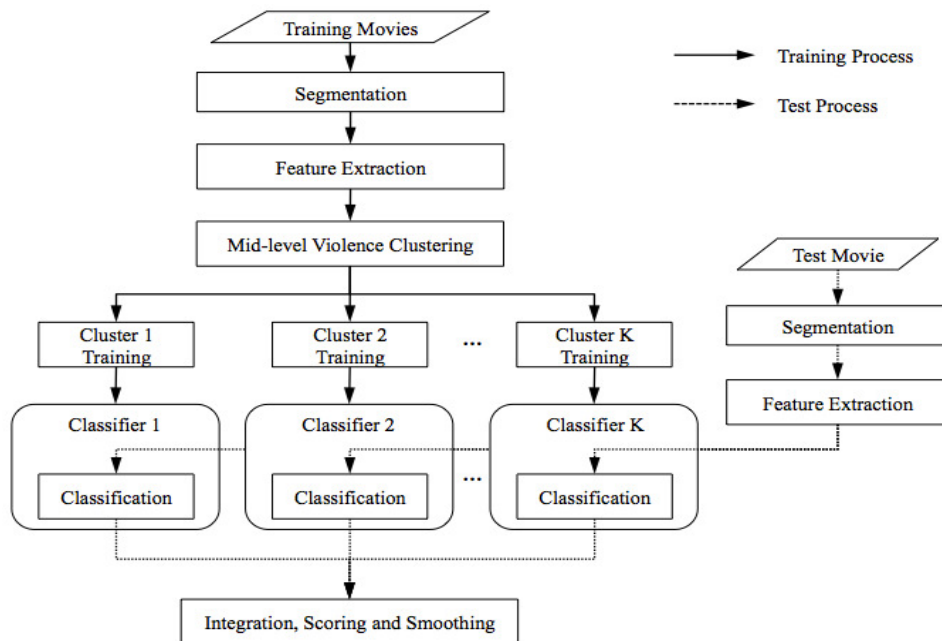 Training Movies
Training Process
Segmentation
Test Process
Feature Extraction
Mid-level Violence Clustering
Test Movie
Segmentation
Cluster 1
Training
Cluster 2
Training
...
Cluster K
Training
Feature Extraction
Classifier 1
Classifier 2
Classifier K
Classification
Classification
...
Classification
Integration, Scoring and Smoothing